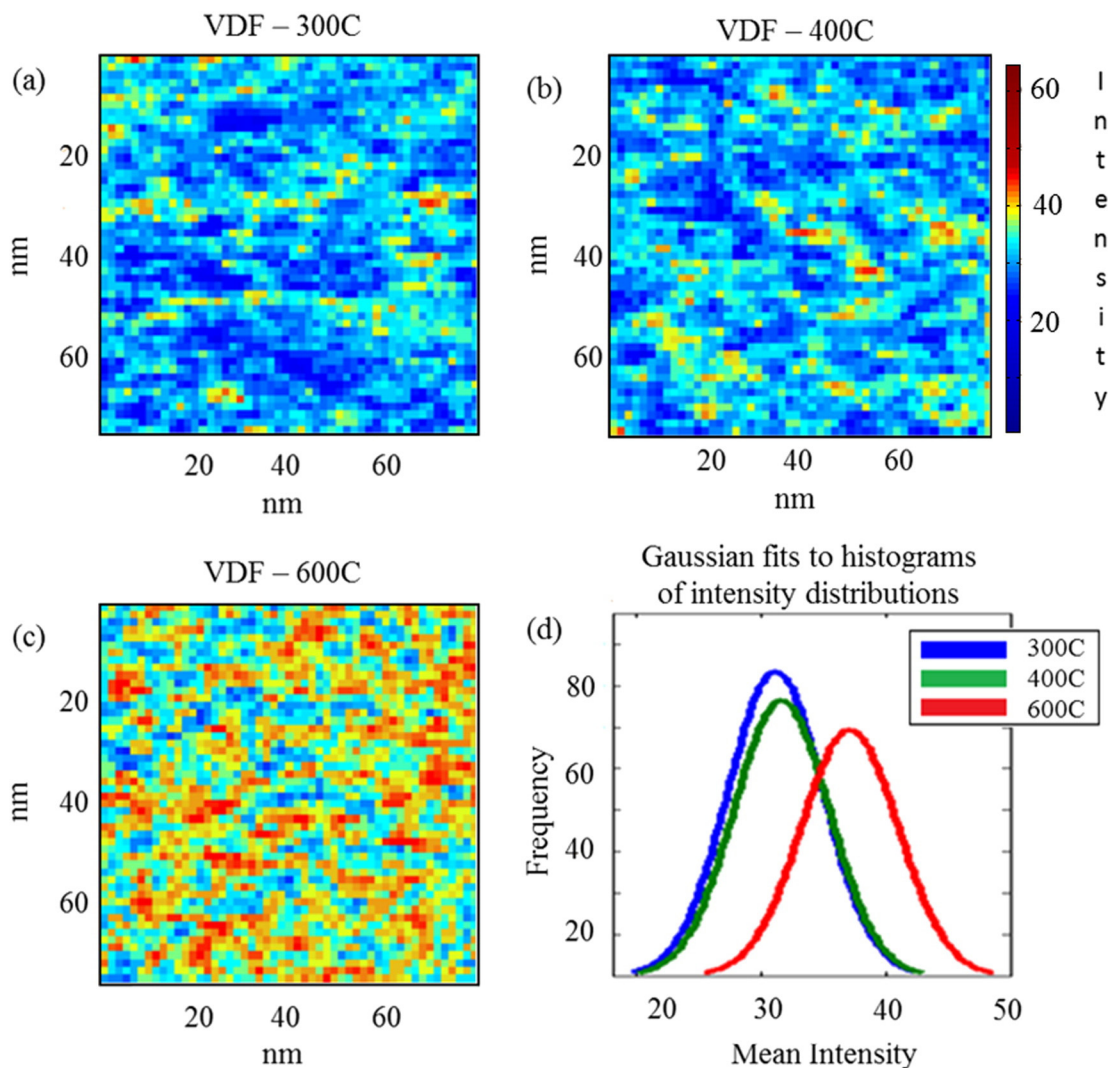 VDF – 300C
(a)
20
40
60
nm
20 40 60
nm
VDF – 400C
(b)
20
40
60
nm
20 40 60
nm
60
40
20
Intensity
VDF – 600C
(c)
20
40
60
nm
20 40 60
nm
Gaussian fits to histograms
of intensity distributions
(d)
300C
400C
600C
80
60
40
20
Frequency
20 30 40 50
Mean Intensity